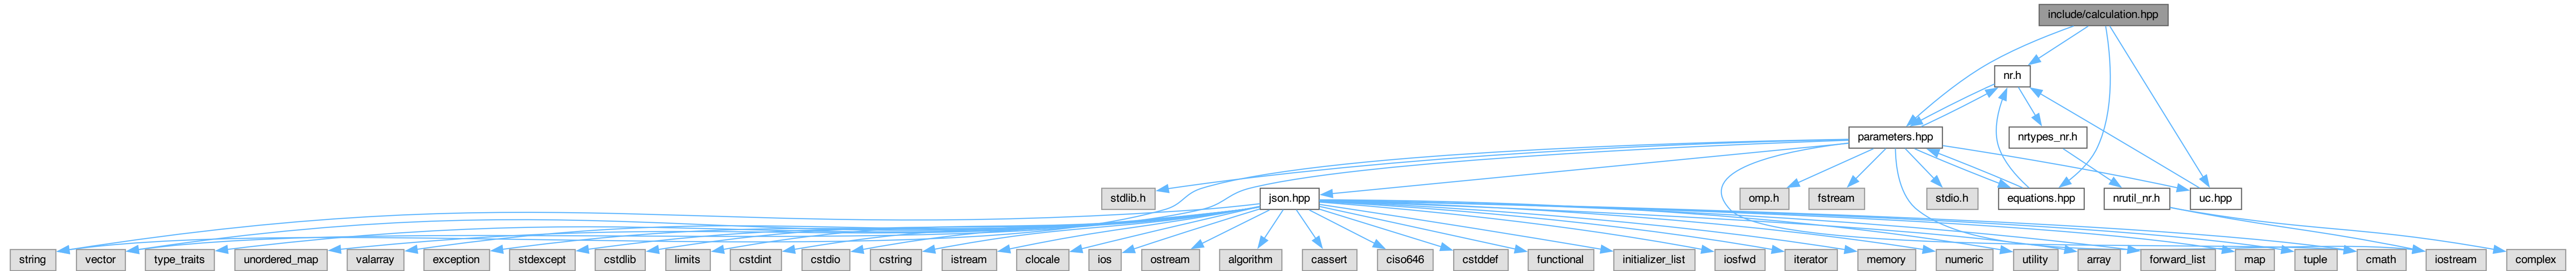 include/calculation.hpp
nr.h
parameters.hpp
nrtypes_nr.h
stdlib.h
json.hpp
omp.h
fstream
stdio.h
equations.hpp
nrutil_nr.h
uc.hpp
string
vector
type_traits
unordered_map
valarray
exception
stdexcept
cstdlib
limits
cstdint
cstdio
cstring
istream
clocale
ios
ostream
algorithm
cassert
ciso646
cstddef
functional
initializer_list
iosfwd
iterator
memory
numeric
utility
array
forward_list
map
tuple
cmath
iostream
complex